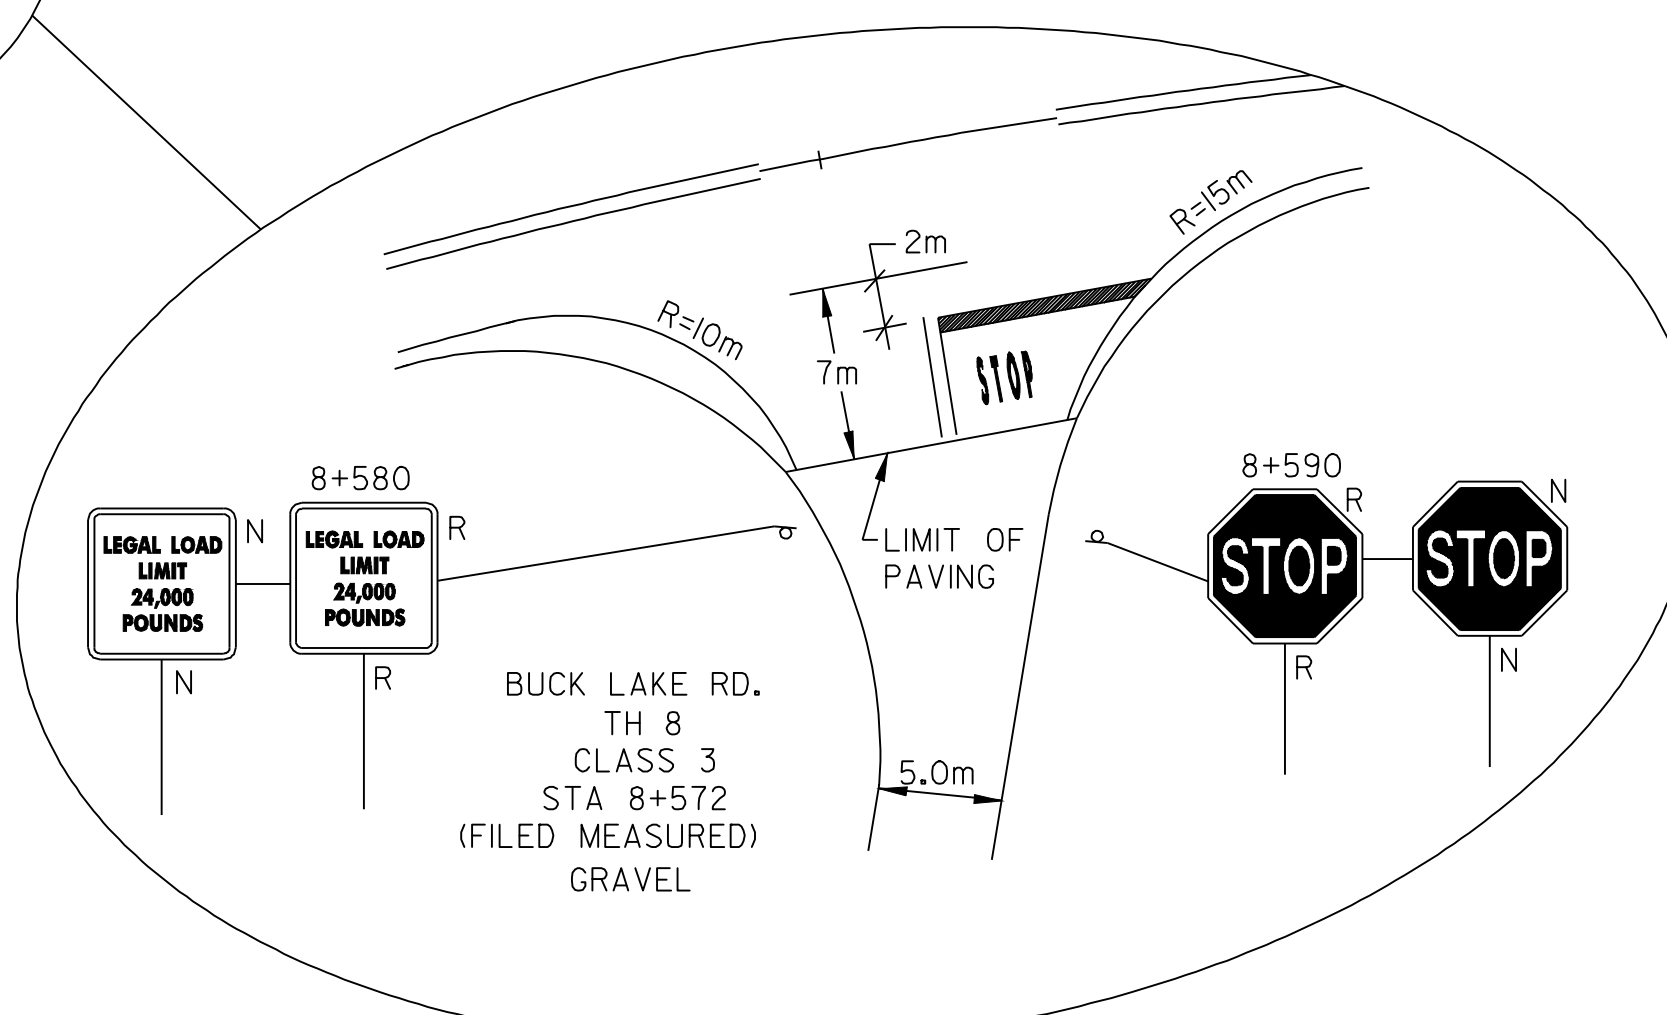 2m
R=15m
R=10m
7m
STOP
8+580
N
LEGAL LOAD
LIMIT
24,000
POUNDS
N
R
LEGAL LOAD
LIMIT
24,000
POUNDS
R
LIMIT OF
PAVING
8+590
R
STOP
R
N
STOP
N
BUCK LAKE RD.
TH 8
CLASS 3
STA 8+572
(FILED MEASURED)
GRAVEL
5.0m